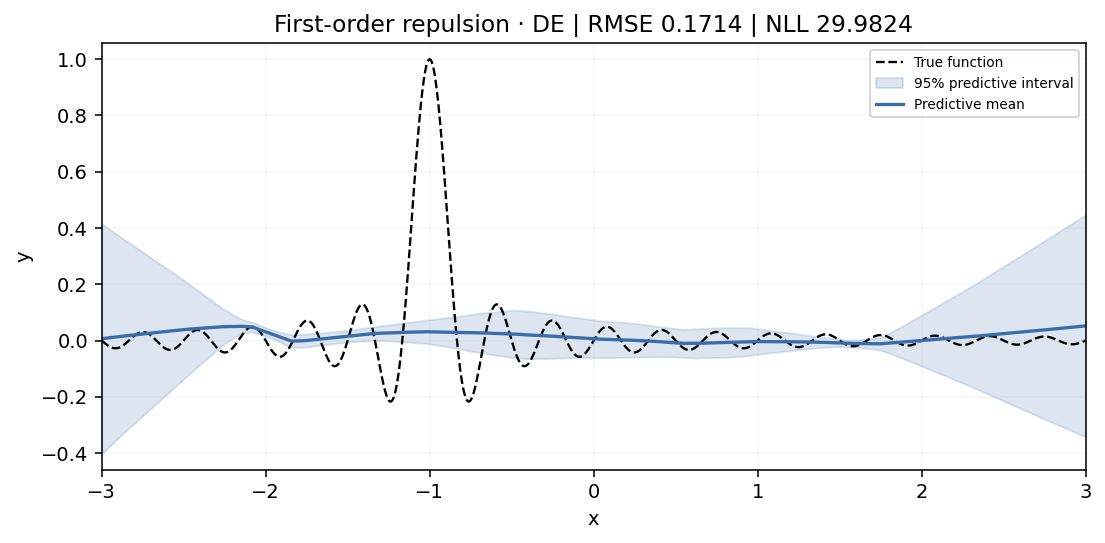 First-order repulsion · DE | RMSE 0.1714 | NLL 29.9824
True function
95% predictive interval
Predictive mean
y
1.0
0.8
0.6
0.4
0.2
0.0
−0.2
−0.4
−3
−2
−1
0
1
2
3
x